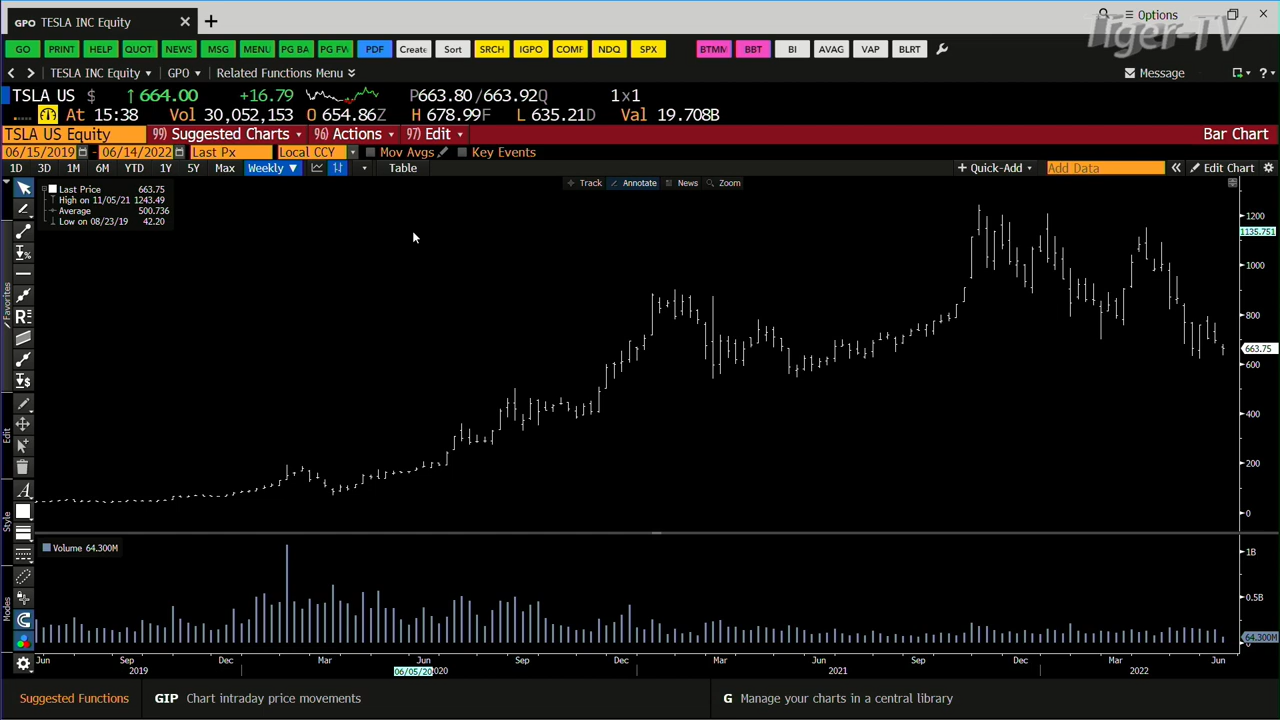 GPO TESLA INC Equity
Options
Tiger-TV
GO PRINT HELP QUOT NEWS MSG MENU PG BA PG FW PDF Create Sort SRCH IGPO COMF NDQ SPX BTMM BBT BI AVAG VAP BLRT
TESLA INC Equity GPO Related Functions Menu Message ?
TSLA US $ ↑664.00 +16.79 P663.80/663.92Q 1x1
At 15:38 Vol 30,052,153 O 654.86Z H 678.99F L 635.21D Val 19.708B
TSLA US Equity 99) Suggested Charts 96) Actions 97) Edit Bar Chart
06/15/2019 - 06/14/2022 Last Px Local CCY Mov Avgs Key Events
1D 3D 1M 6M YTD 1Y 5Y Max Weekly ▼ Table + Quick-Add Add Data « Edit Chart
Track Annotate News Zoom
Last Price 663.75
High on 11/05/21 1243.49
Average 500.736
Low on 08/23/19 42.20
1200
1135.751
1000
800
663.75
600
400
200
0
Favorites
Edit
Style
Modes
Volume 64.300M
1B
0.5B
64.300M
0
Jun Sep Dec Mar Jun Sep Dec Mar Jun Sep Dec Mar Jun
2019 06/05/20 020 2021 2022
Suggested Functions GIP Chart intraday price movements G Manage your charts in a central library